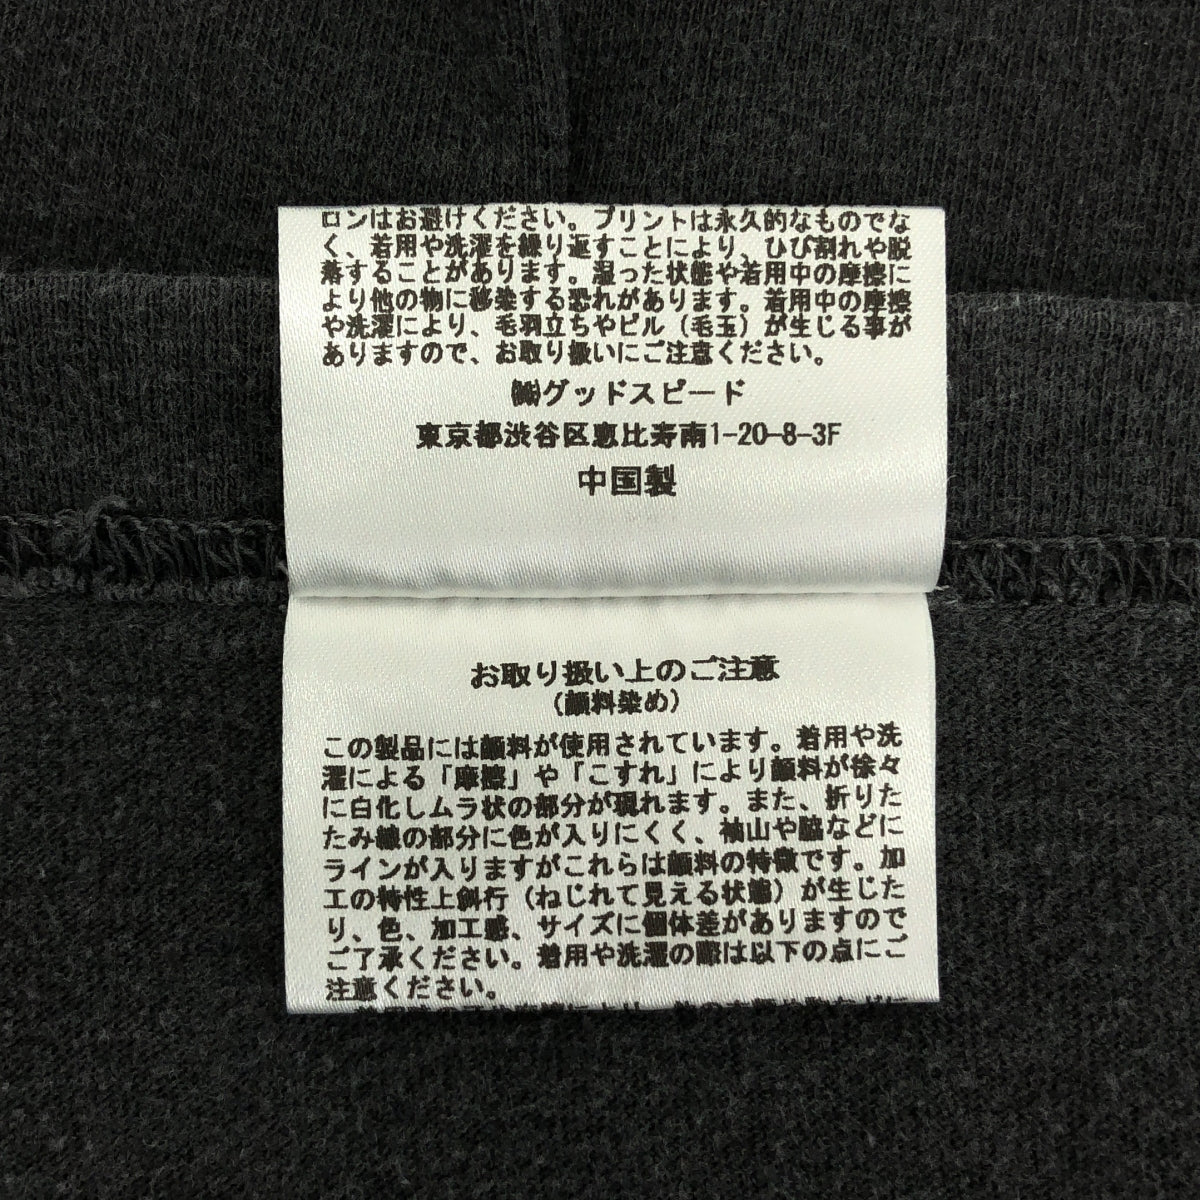 ロンはお避けください。プリントは永久的なものでな
く、着用や洗濯を繰り返すことにより、ひび割れや脱
落することがあります。湿った状態や着用中の摩擦に
より他の物に移染する恐れがあります。着用中の摩擦
や洗濯により、毛羽立ちやピル(毛玉)が生じる事が
ありますので、お取り扱いにご注意ください。
㈱グッドスピード
東京都渋谷区恵比寿南1-20-8-3F
中国製
お取り扱い上のご注意
(顔料染め)
この製品には顔料が使用されています。着用や洗
濯による「摩擦」や「こすれ」により顔料が徐々
に白化しムラ状の部分が現れます。また、折りた
たみ線の部分に色が入りにくく、袖山や脇などに
ラインが入りますがこれらは顔料の特徴です。加
工の特性上斜行(ねじれて見える状態)が生じた
り、色、加工感、サイズに個体差がありますので
ご了承ください。着用や洗濯の際は以下の点にご
注意ください。